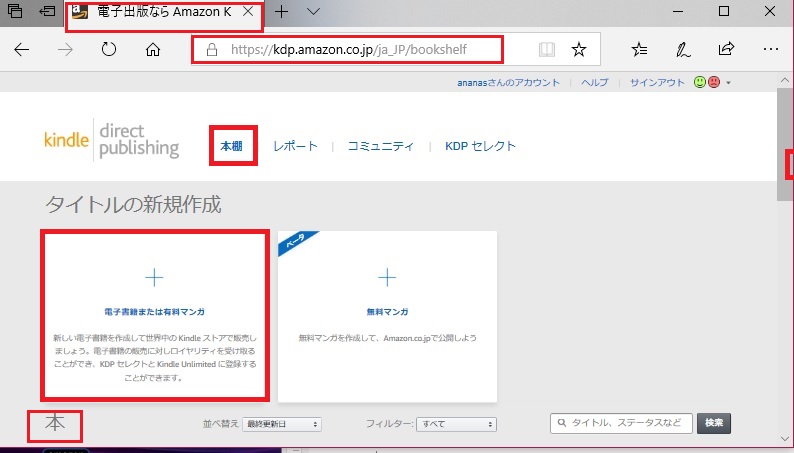 電子出版なら Amazon K
https://kdp.amazon.co.jp/ja_JP/bookshelf
ananasさんのアカウント | ヘルプ | サインアウト
kindle direct publishing
本棚 レポート | コミュニティ | KDP セレクト
タイトルの新規作成
ベータ
電子書籍または有料マンガ
新しい電子書籍を作成して世界中の Kindle ストアで販売し
ましょう。電子書籍の販売に対しロイヤリティを受け取る
ことができ、KDP セレクトと Kindle Unlimited に登録する
ことができます。
無料マンガ
無料マンガを作成して、Amazon.co.jpで公開しよう
本
並べ替え 最終更新日 フィルター: すべて タイトル、ステータスなど 検索